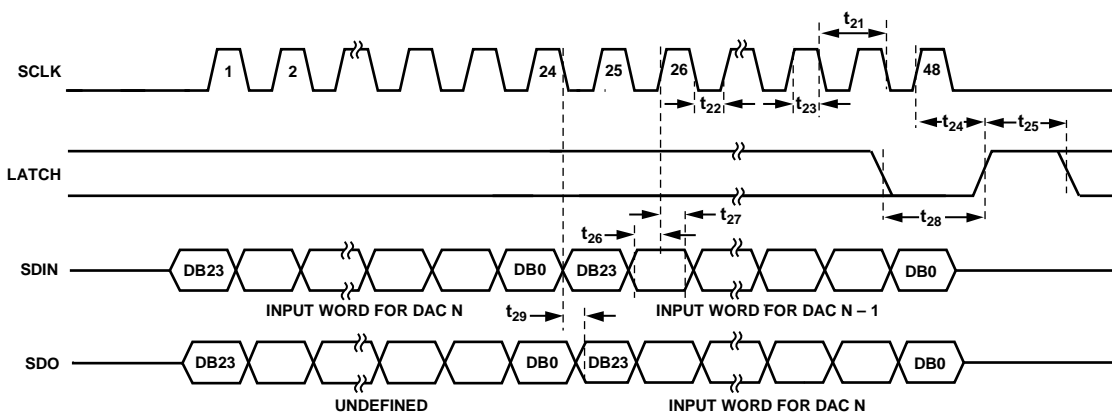 t21
SCLK 1 2 24 25 26 48
t22 t23 t24 t25
LATCH
t28
t27
t26
SDIN DB23 DB0 DB23 DB0
INPUT WORD FOR DAC N INPUT WORD FOR DAC N – 1
t29
SDO DB23 DB0 DB23 DB0
UNDEFINED INPUT WORD FOR DAC N